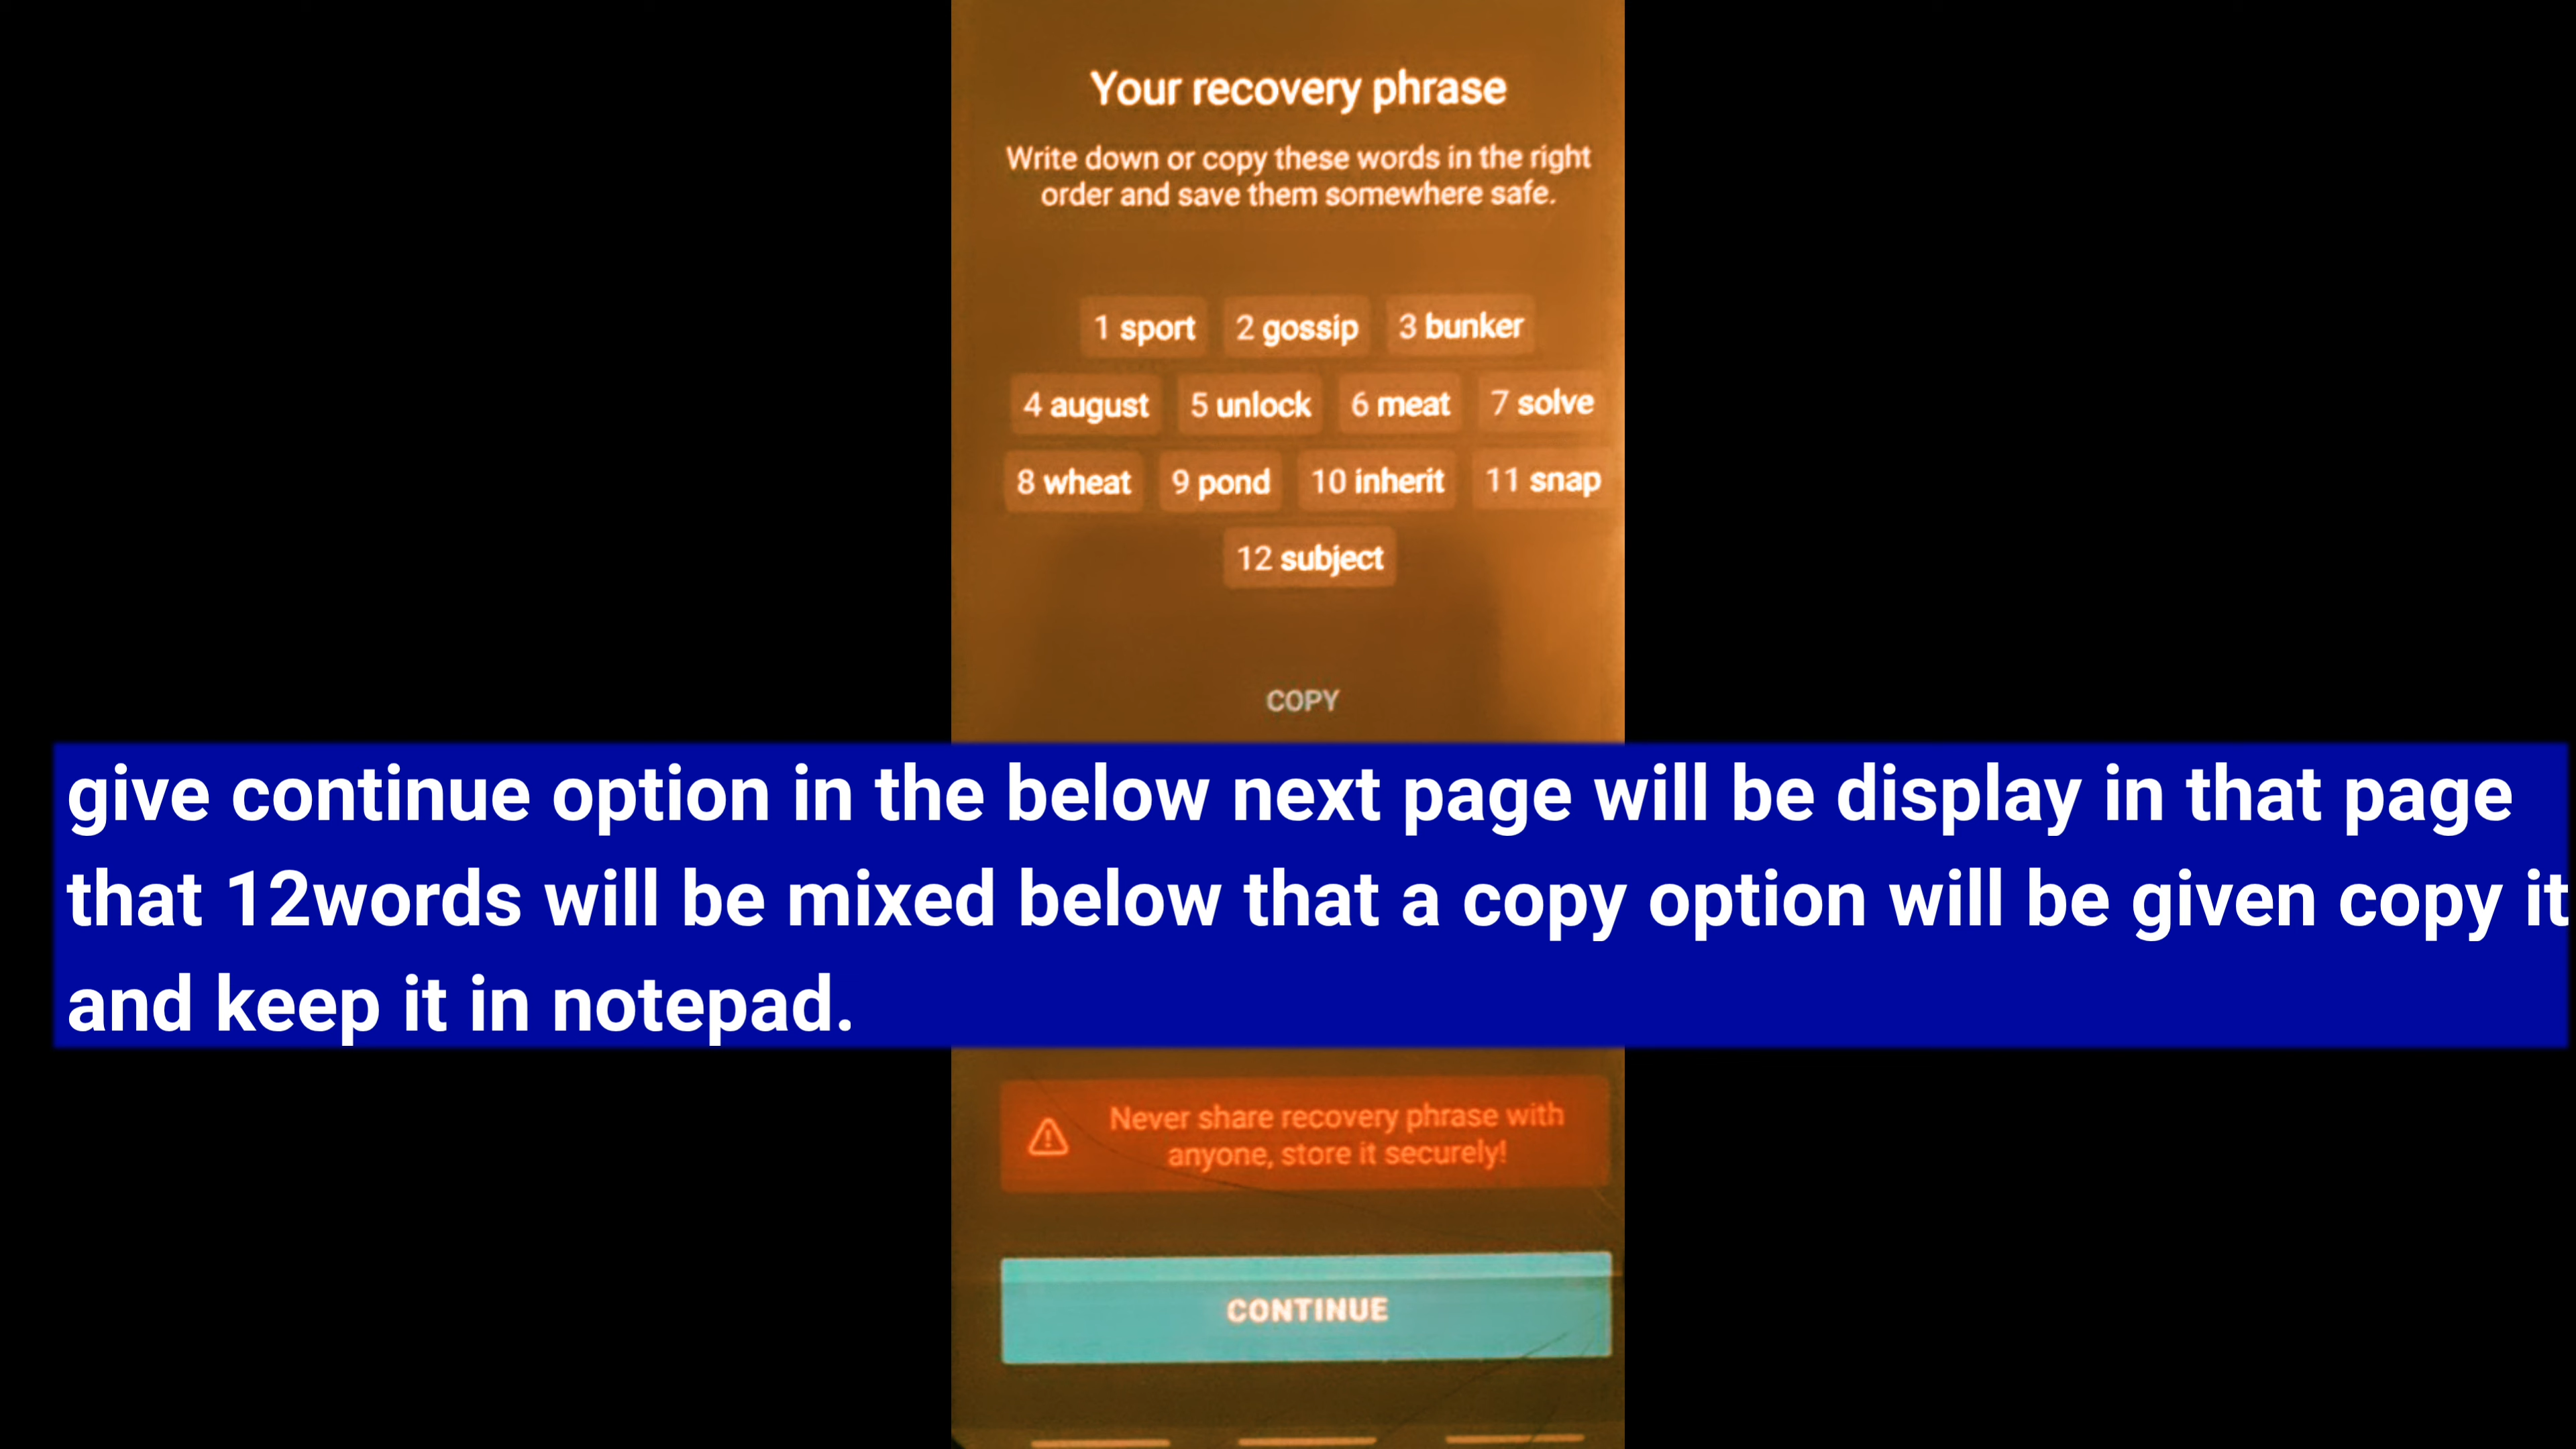 Your recovery phrase
Write down or copy these words in the right
order and save them somewhere safe.
1 sport 2 gossip 3 bunker
4 august 5 unlock 6 meat 7 solve
8 wheat 9 pond 10 inherit 11 snap
12 subject
COPY
give continue option in the below next page will be display in that page
that 12words will be mixed below that a copy option will be given copy it
and keep it in notepad.
Never share recovery phrase with
anyone, store it securely!
CONTINUE